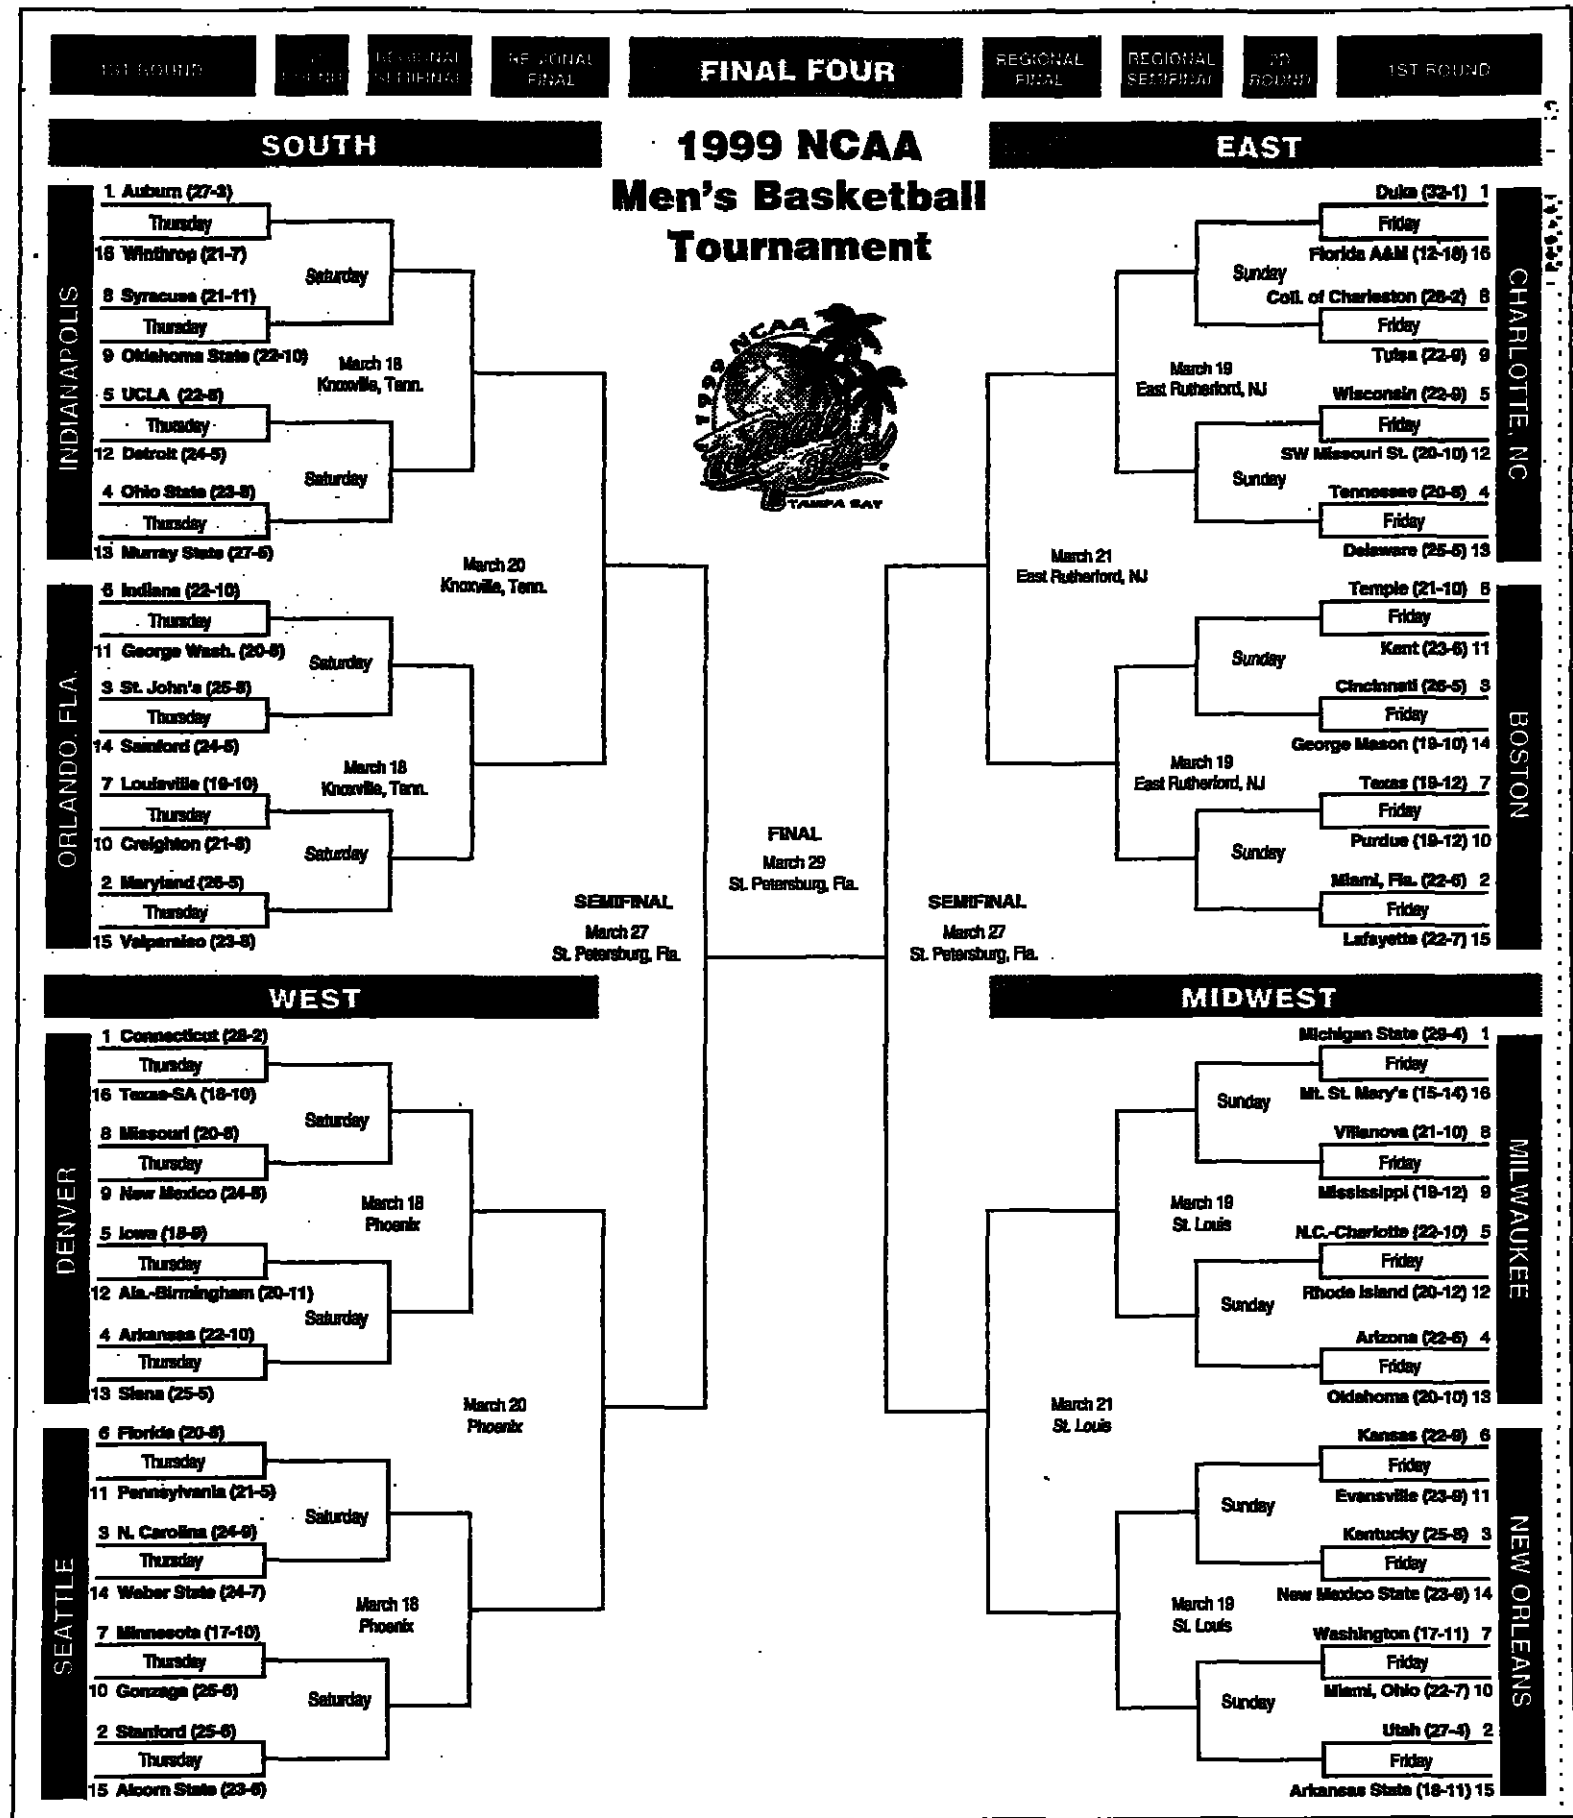 1ST ROUND
2D
ROUND
REGIONAL
SEMIFINAL
REGIONAL
FINAL
FINAL FOUR
REGIONAL
FINAL
REGIONAL
SEMIFINAL
2D
ROUND
1ST ROUND
1999 NCAA
Men's Basketball
Tournament
1999 NCAA
TAMPA BAY
SOUTH
INDIANAPOLIS
1 Auburn (27-3)
Thursday
16 Winthrop (21-7)
Saturday
8 Syracuse (21-11)
Thursday
9 Oklahoma State (22-10)
March 18
Knoxville, Tenn.
5 UCLA (22-8)
Thursday
12 Detroit (24-5)
Saturday
4 Ohio State (23-8)
Thursday
13 Murray State (27-5)
March 20
Knoxville, Tenn.
ORLANDO, FLA.
6 Indiana (22-10)
Thursday
11 George Wash. (20-8)
Saturday
3 St. John's (25-8)
Thursday
14 Samford (24-5)
March 18
Knoxville, Tenn.
7 Louisville (19-10)
Thursday
10 Creighton (21-8)
Saturday
2 Maryland (26-5)
Thursday
15 Valparaiso (23-8)
SEMIFINAL
March 27
St. Petersburg, Fla.
FINAL
March 29
St. Petersburg, Fla.
SEMIFINAL
March 27
St. Petersburg, Fla.
WEST
DENVER
1 Connecticut (28-2)
Thursday
16 Texas-SA (18-10)
Saturday
8 Missouri (20-8)
Thursday
9 New Mexico (24-8)
March 18
Phoenix
5 Iowa (18-9)
Thursday
12 Ala.-Birmingham (20-11)
Saturday
4 Arkansas (22-10)
Thursday
13 Siena (25-5)
March 20
Phoenix
SEATTLE
6 Florida (20-8)
Thursday
11 Pennsylvania (21-5)
Saturday
3 N. Carolina (24-9)
Thursday
14 Weber State (24-7)
March 18
Phoenix
7 Minnesota (17-10)
Thursday
10 Gonzaga (25-6)
Saturday
2 Stanford (25-6)
Thursday
15 Alcorn State (23-6)
EAST
CHARLOTTE, NC
Duke (32-1) 1
Friday
Florida A&M (12-18) 16
Sunday
Coll. of Charleston (28-2) 8
Friday
Tulsa (22-9) 9
March 19
East Rutherford, NJ
Wisconsin (22-9) 5
Friday
SW Missouri St. (20-10) 12
Sunday
Tennessee (20-8) 4
Friday
Delaware (25-5) 13
March 21
East Rutherford, NJ
BOSTON
Temple (21-10) 6
Friday
Kent (23-6) 11
Sunday
Cincinnati (26-5) 3
Friday
George Mason (19-10) 14
March 19
East Rutherford, NJ
Texas (19-12) 7
Friday
Purdue (19-12) 10
Sunday
Miami, Fla. (22-6) 2
Friday
Lafayette (22-7) 15
MIDWEST
MILWAUKEE
Michigan State (29-4) 1
Friday
Mt. St. Mary's (15-14) 16
Sunday
Villanova (21-10) 8
Friday
Mississippi (19-12) 9
March 19
St. Louis
N.C.-Charlotte (22-10) 5
Friday
Rhode Island (20-12) 12
Sunday
Arizona (22-6) 4
Friday
Oklahoma (20-10) 13
March 21
St. Louis
NEW ORLEANS
Kansas (22-9) 6
Friday
Evansville (23-9) 11
Sunday
Kentucky (25-8) 3
Friday
New Mexico State (23-9) 14
March 19
St. Louis
Washington (17-11) 7
Friday
Miami, Ohio (22-7) 10
Sunday
Utah (27-4) 2
Friday
Arkansas State (18-11) 15